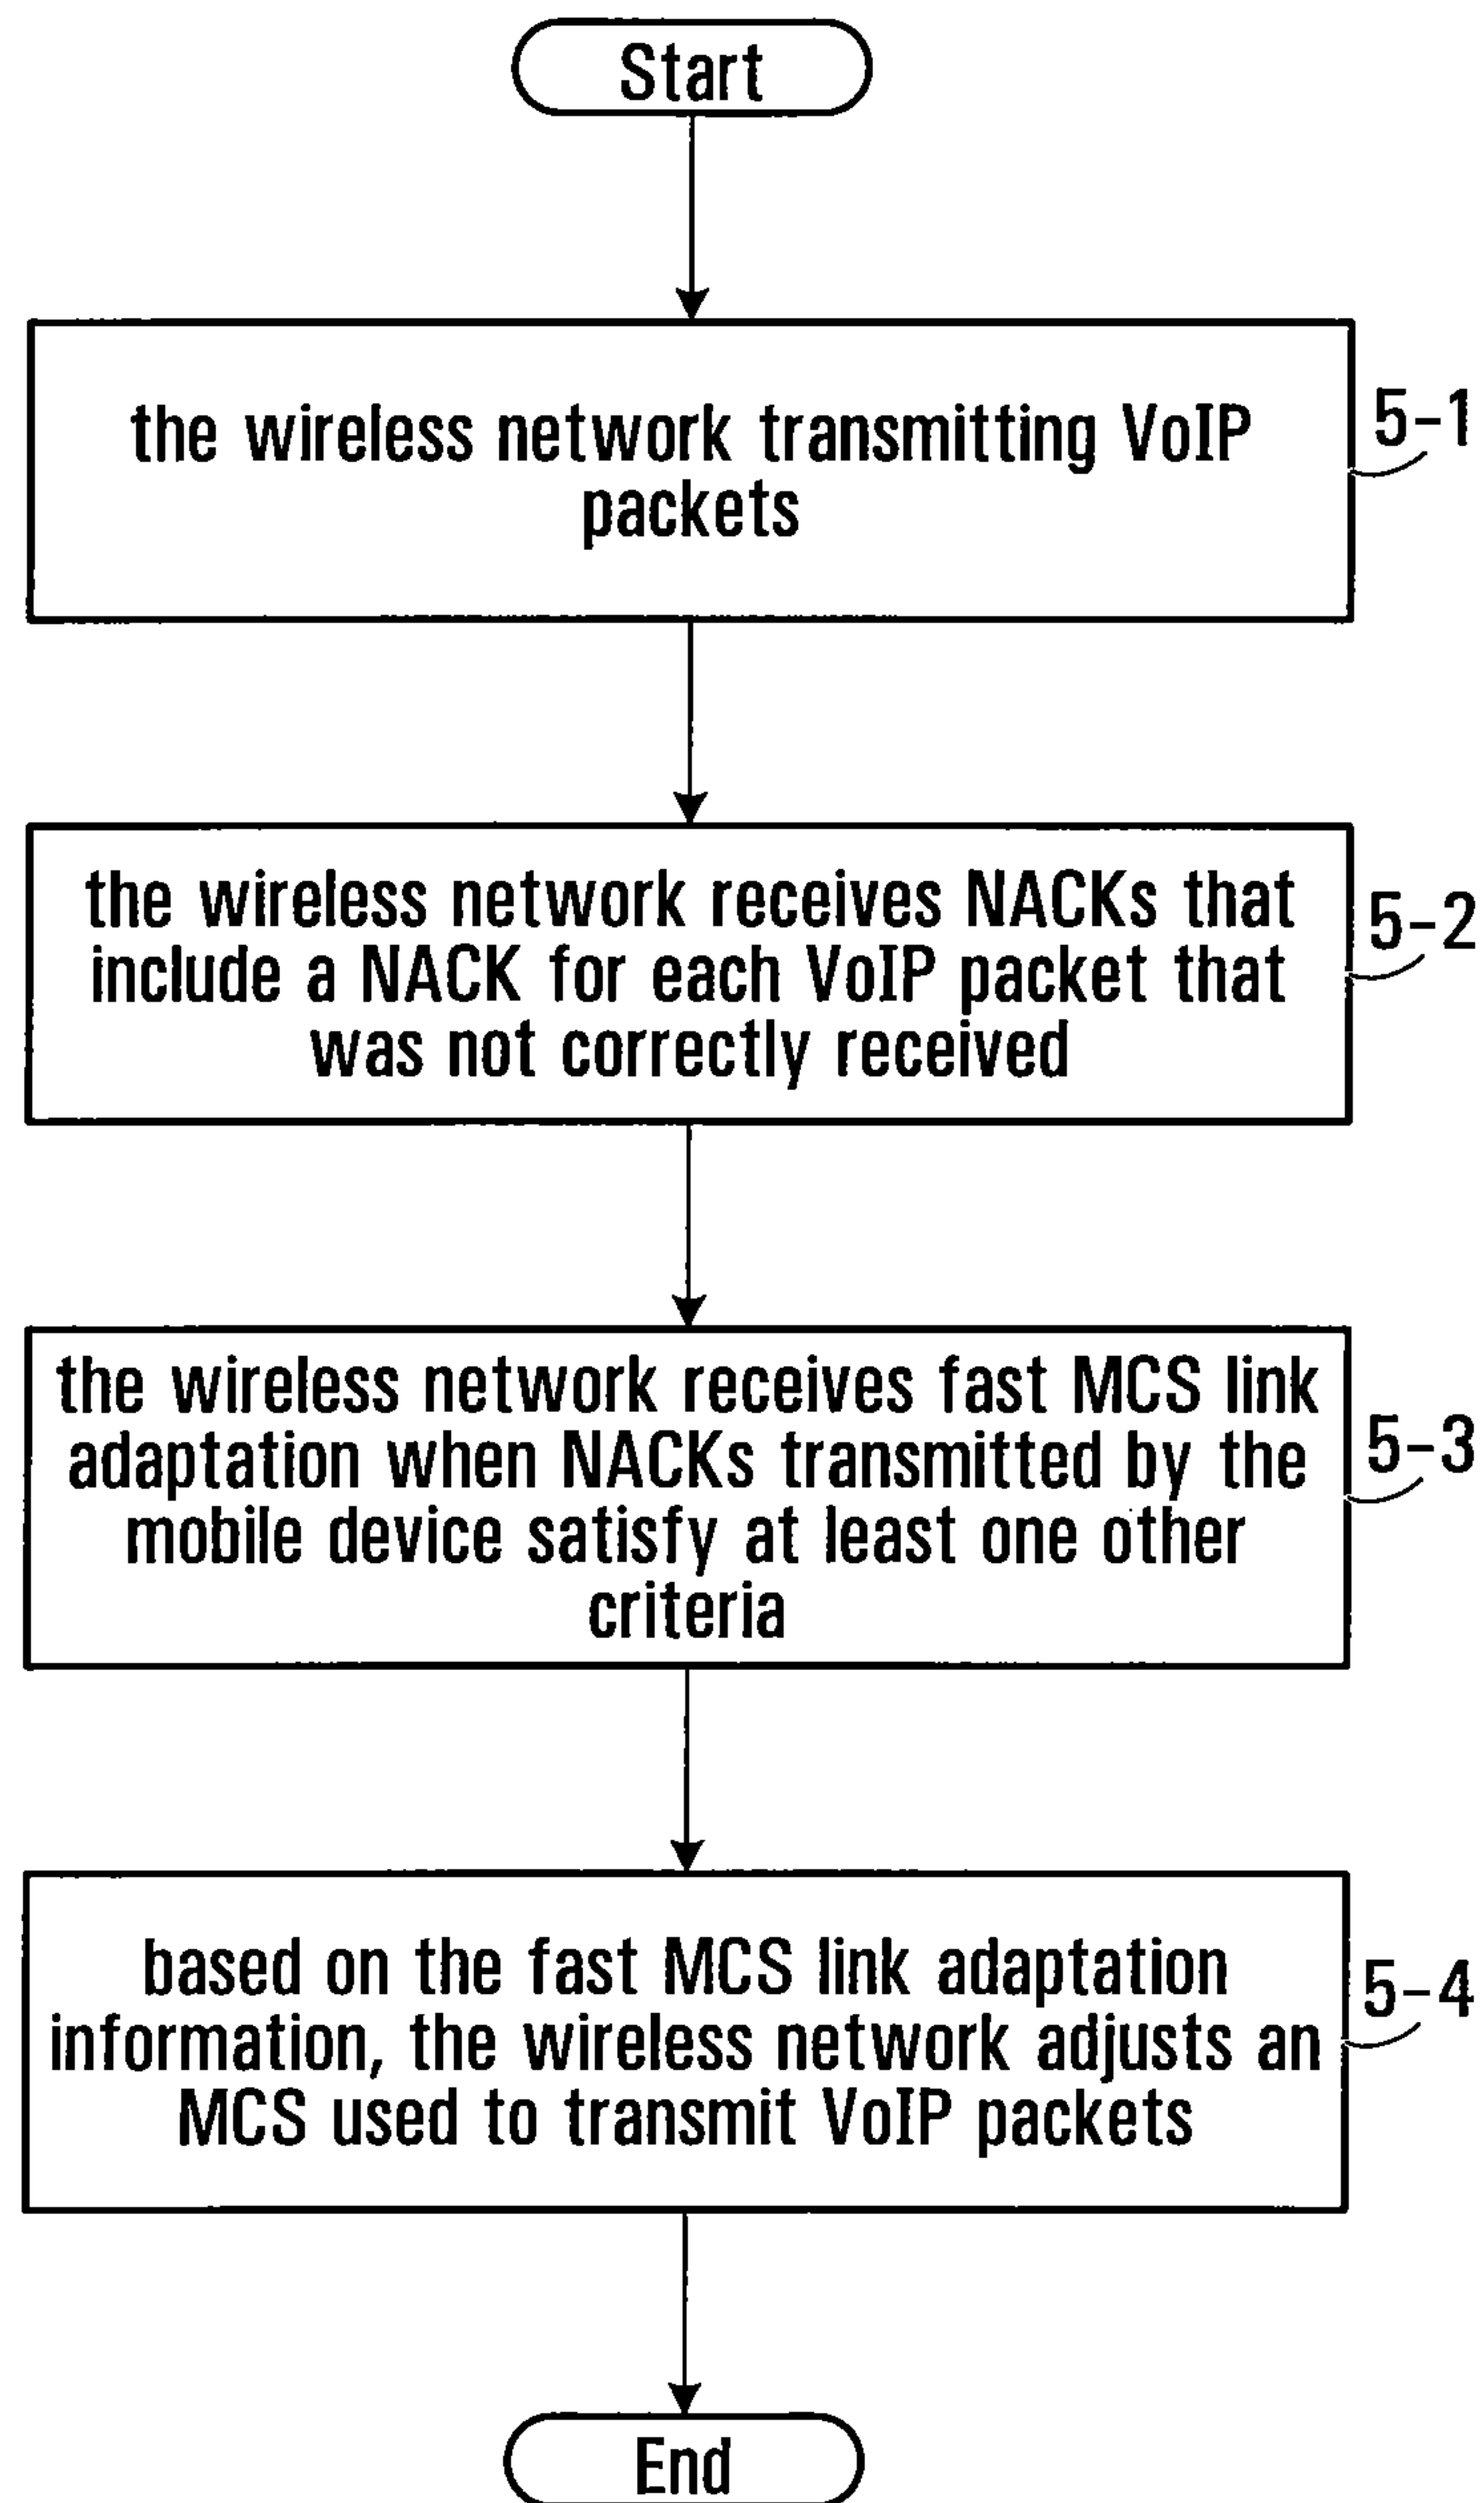 Start
the wireless network transmitting VoIP
packets
5-1
the wireless network receives NACKs that
include a NACK for each VoIP packet that
was not correctly received
5-2
the wireless network receives fast MCS link
adaptation when NACKs transmitted by the
mobile device satisfy at least one other
criteria
5-3
based on the fast MCS link adaptation
information, the wireless network adjusts an
MCS used to transmit VoIP packets
5-4
End